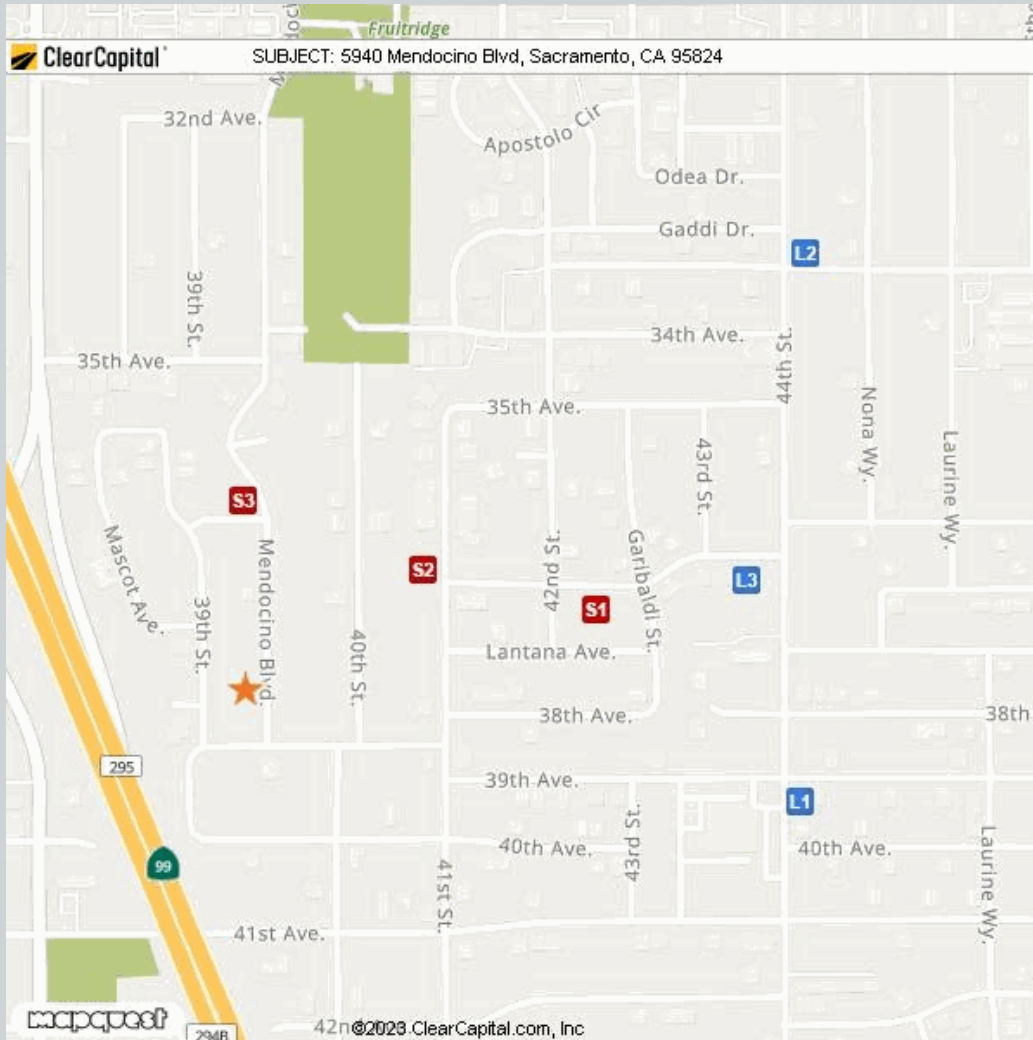 Fruitridge
ClearCapital
SUBJECT: 5940 Mendocino Blvd, Sacramento, CA 95824
32nd Ave.
Apostolo Cir
Odea Dr.
Gaddi Dr.
L2
39th St.
34th Ave.
35th Ave.
44th St.
35th Ave.
Nona Wy.
Laurine Wy.
43rd St.
S3
Mascot Ave.
Mendocino Blvd.
S2
42nd St.
Garibaldi St.
L3
S1
39th St.
40th St.
Lantana Ave.
38th Ave.
38th
295
39th Ave.
L1
40th Ave.
43rd St.
40th Ave.
Laurine Wy.
99
41st St.
41st Ave.
mapquest
294B
42nd
©2023 ClearCapital.com, Inc